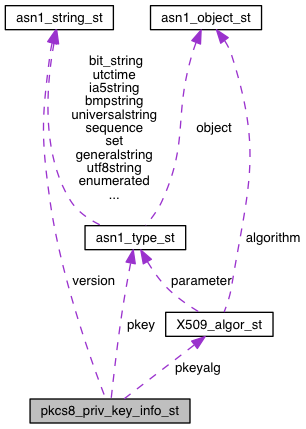 asn1_string_st
asn1_object_st
bit_string
utctime
ia5string
bmpstring
universalstring
sequence
set
generalstring
utf8string
enumerated
...
object
asn1_type_st
algorithm
version
parameter
pkey
X509_algor_st
pkeyalg
pkcs8_priv_key_info_st